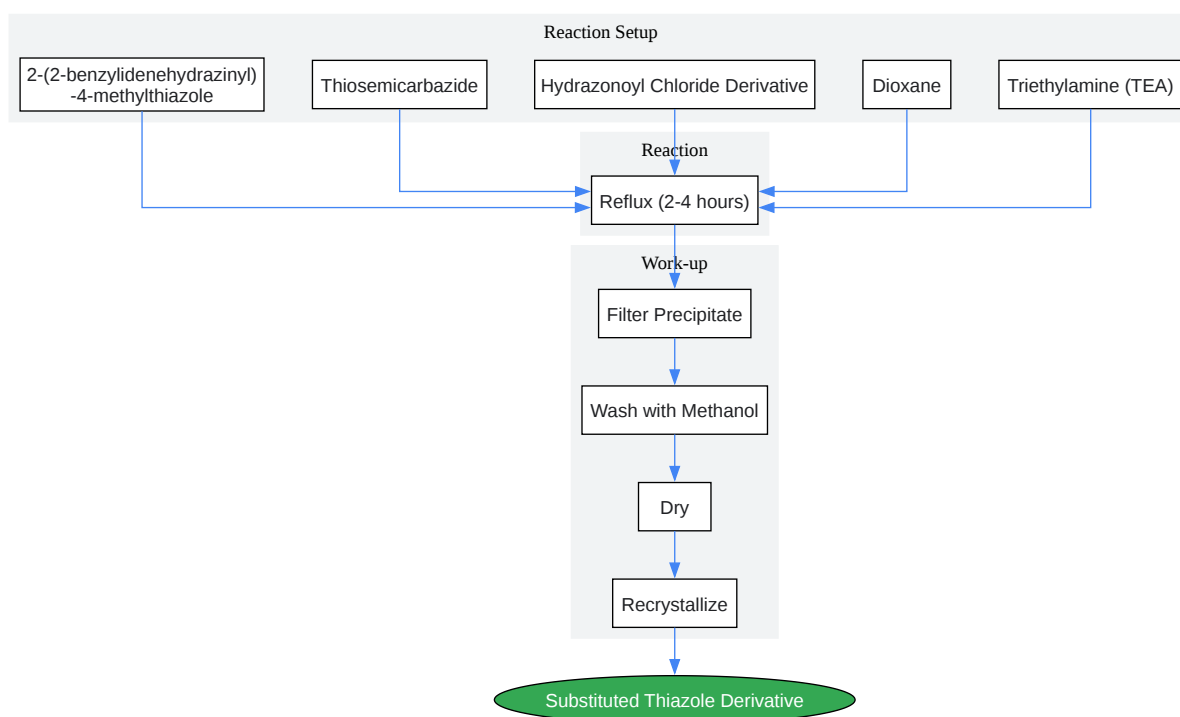 Reaction Setup
2-(2-benzylidenehydrazinyl)
-4-methylthiazole
Thiosemicarbazide
Hydrazonoyl Chloride Derivative
Dioxane
Triethylamine (TEA)
Reaction
Reflux (2-4 hours)
Work-up
Filter Precipitate
Wash with Methanol
Dry
Recrystallize
Substituted Thiazole Derivative